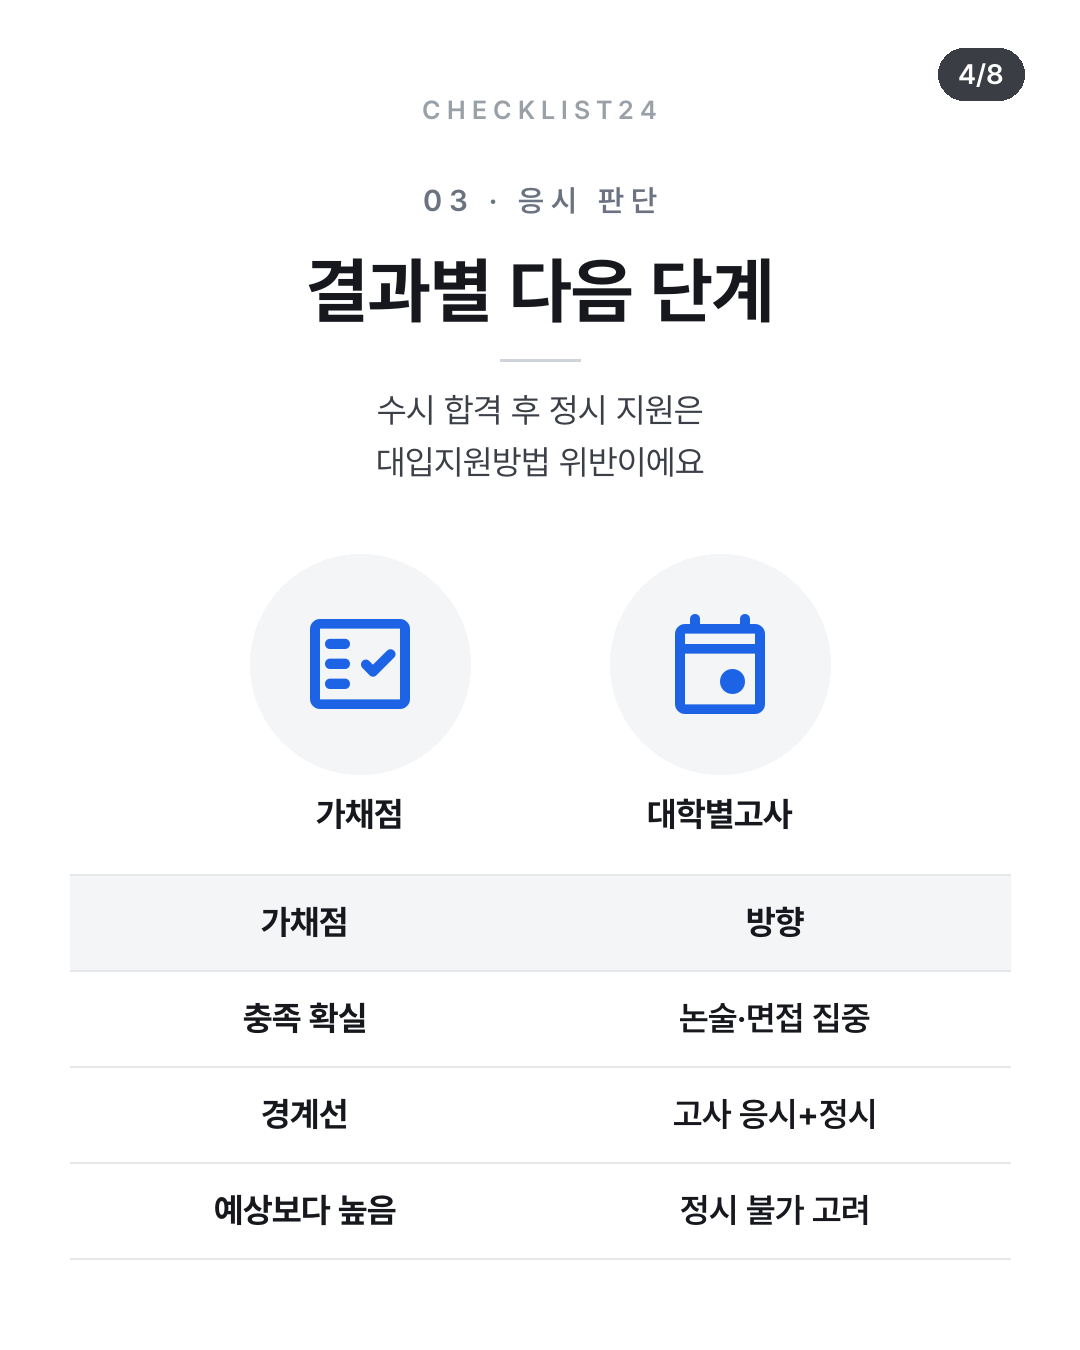 4/8
CHECKLIST24
03 · 응시 판단
결과별 다음 단계
수시 합격 후 정시 지원은
대입지원방법 위반이에요
가채점 대학별고사
가채점 방향
충족 확실 논술·면접 집중
경계선 고사 응시+정시
예상보다 높음 정시 불가 고려